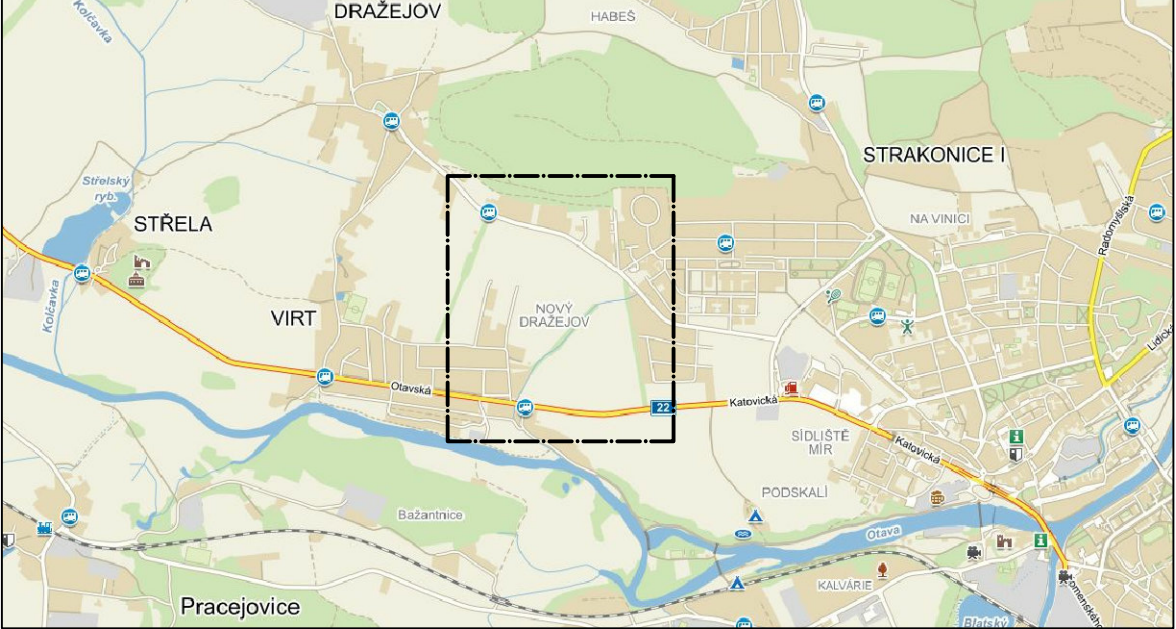 DRAŽEJOV
HABEŠ
Kolčavka
STRAKONICE I
Střelský
ryb.
STŘELA
NA VINICI
Radomyšlská
Kolčavka
VIRT
NOVÝ
DRAŽEJOV
Lidická
Otavská
22
Katovická
SÍDLIŠTĚ
MÍR
Katovická
PODSKALÍ
Bažantnice
Otava
KALVÁRIE
Pracejovice
Blatský